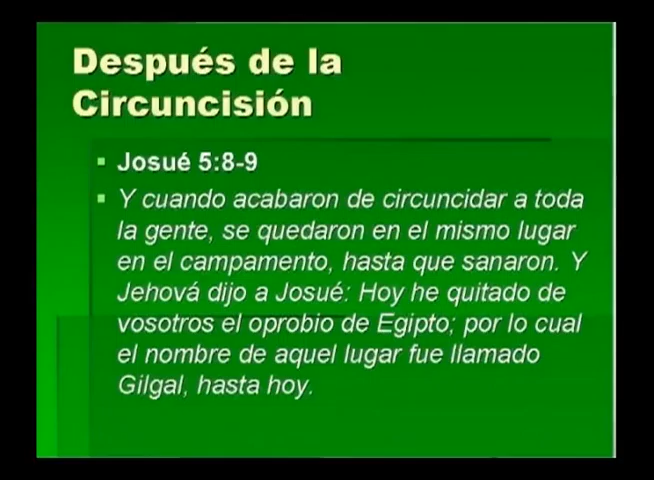 Después de la
Circuncisión
Josué 5:8-9
Y cuando acabaron de circuncidar a toda
la gente, se quedaron en el mismo lugar
en el campamento, hasta que sanaron. Y
Jehová dijo a Josué: Hoy he quitado de
vosotros el oprobio de Egipto; por lo cual
el nombre de aquel lugar fue llamado
Gilgal, hasta hoy.